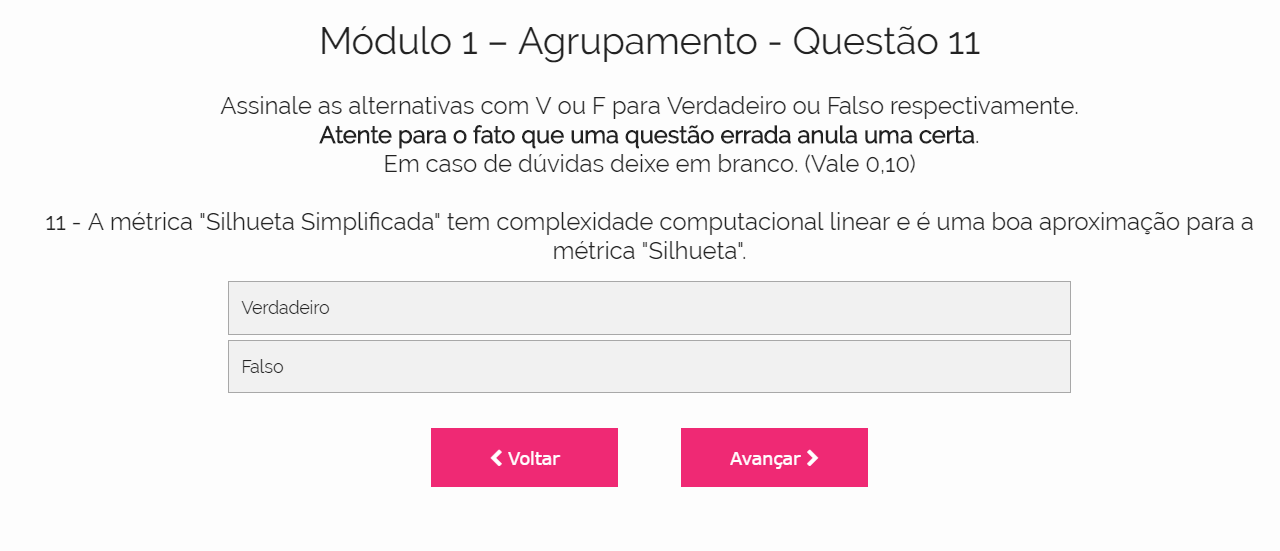 Módulo 1 – Agrupamento - Questão 11
Assinale as alternativas com V ou F para Verdadeiro ou Falso respectivamente.
Atente para o fato que uma questão errada anula uma certa.
Em caso de dúvidas deixe em branco. (Vale 0,10)
11 - A métrica "Silhueta Simplificada" tem complexidade computacional linear e é uma boa aproximação para a
métrica "Silhueta".
Verdadeiro
Falso
Voltar
Avançar